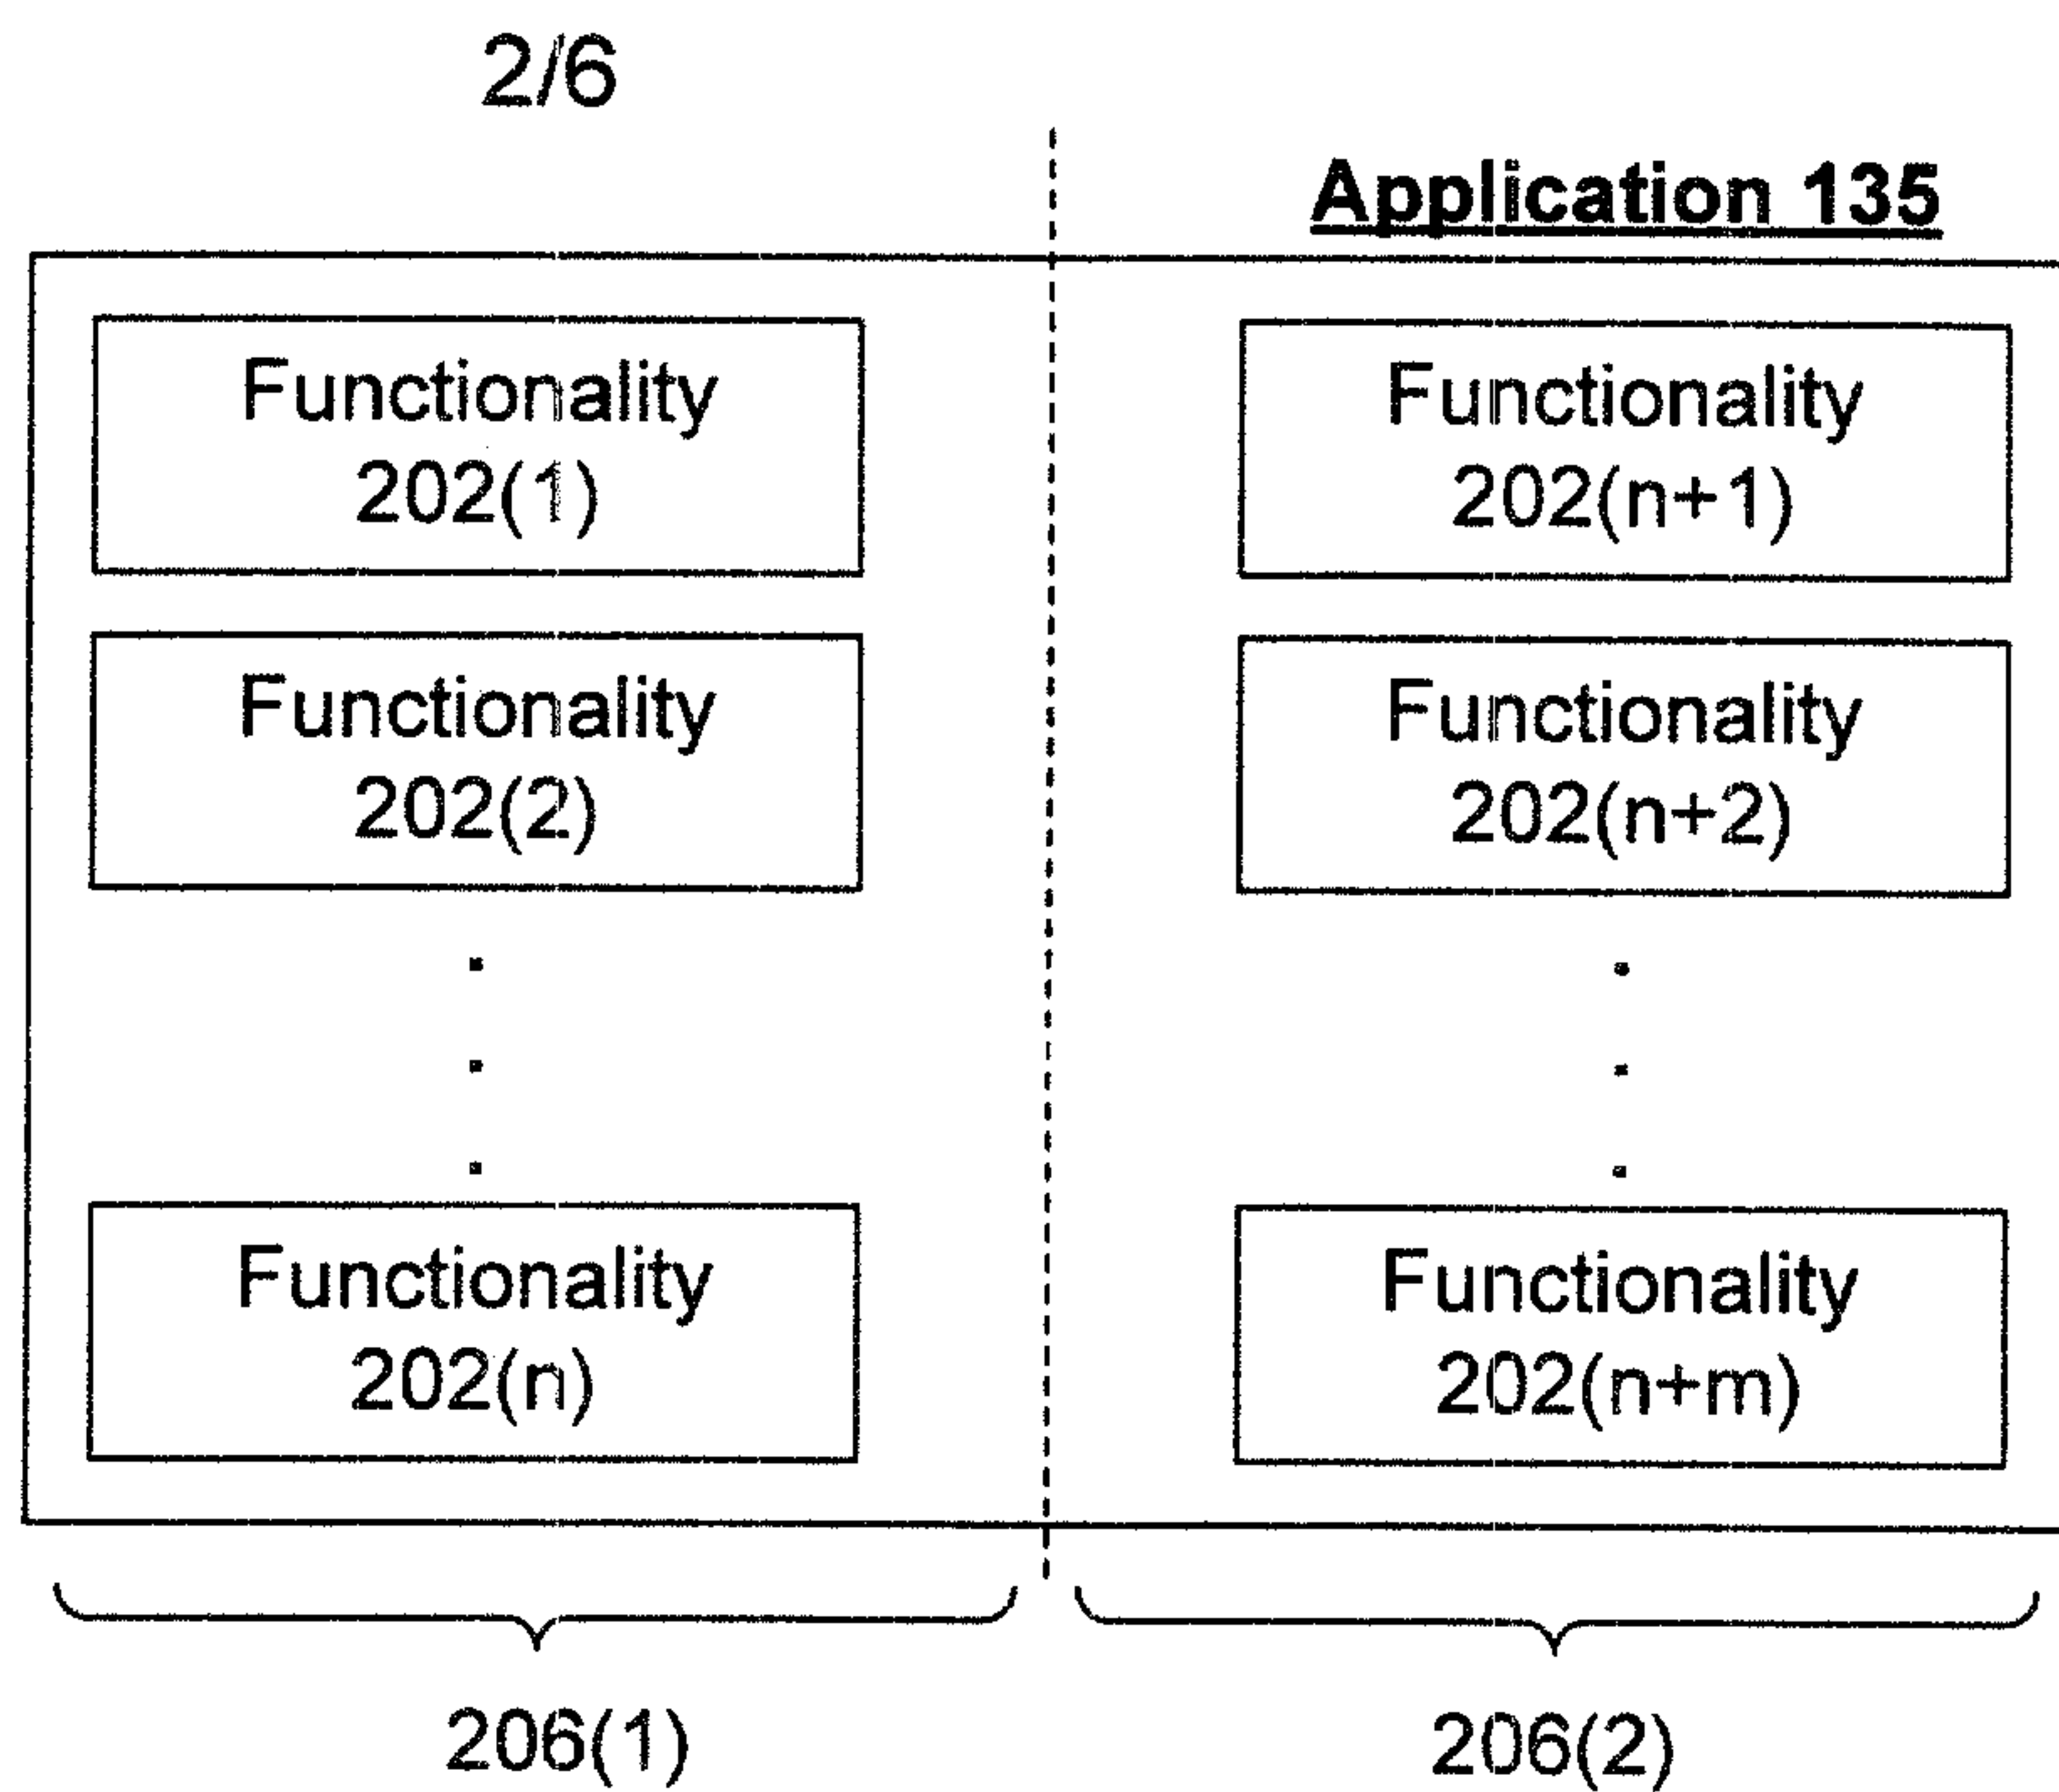 2/6
Application 135
Functionality
202(1)
Functionality
202(2)
Functionality
202(n)
Functionality
202(n+1)
Functionality
202(n+2)
Functionality
202(n+m)
206(1)
206(2)